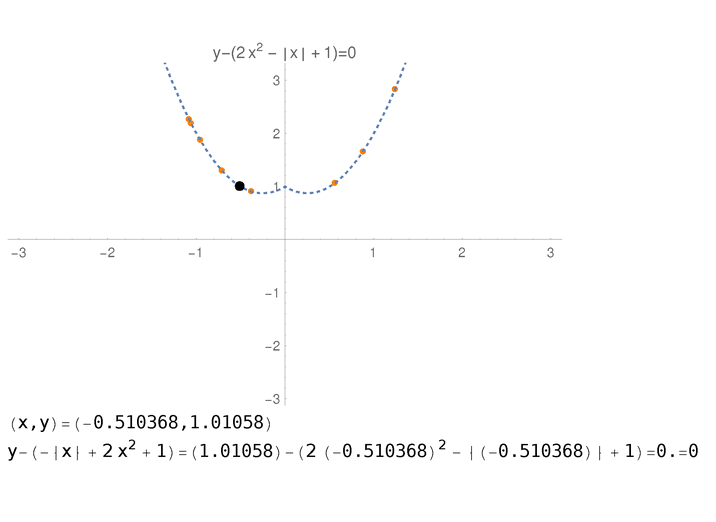 y−(2x² − |x| + 1)=0
3
2
1
−3 −2 −1 1 2 3
−1
−2
−3
(x,y)=(−0.510368,1.01058)
y−(−|x| + 2x² + 1)=(1.01058)−(2 (−0.510368)² − |(−0.510368)| + 1)=0.=0